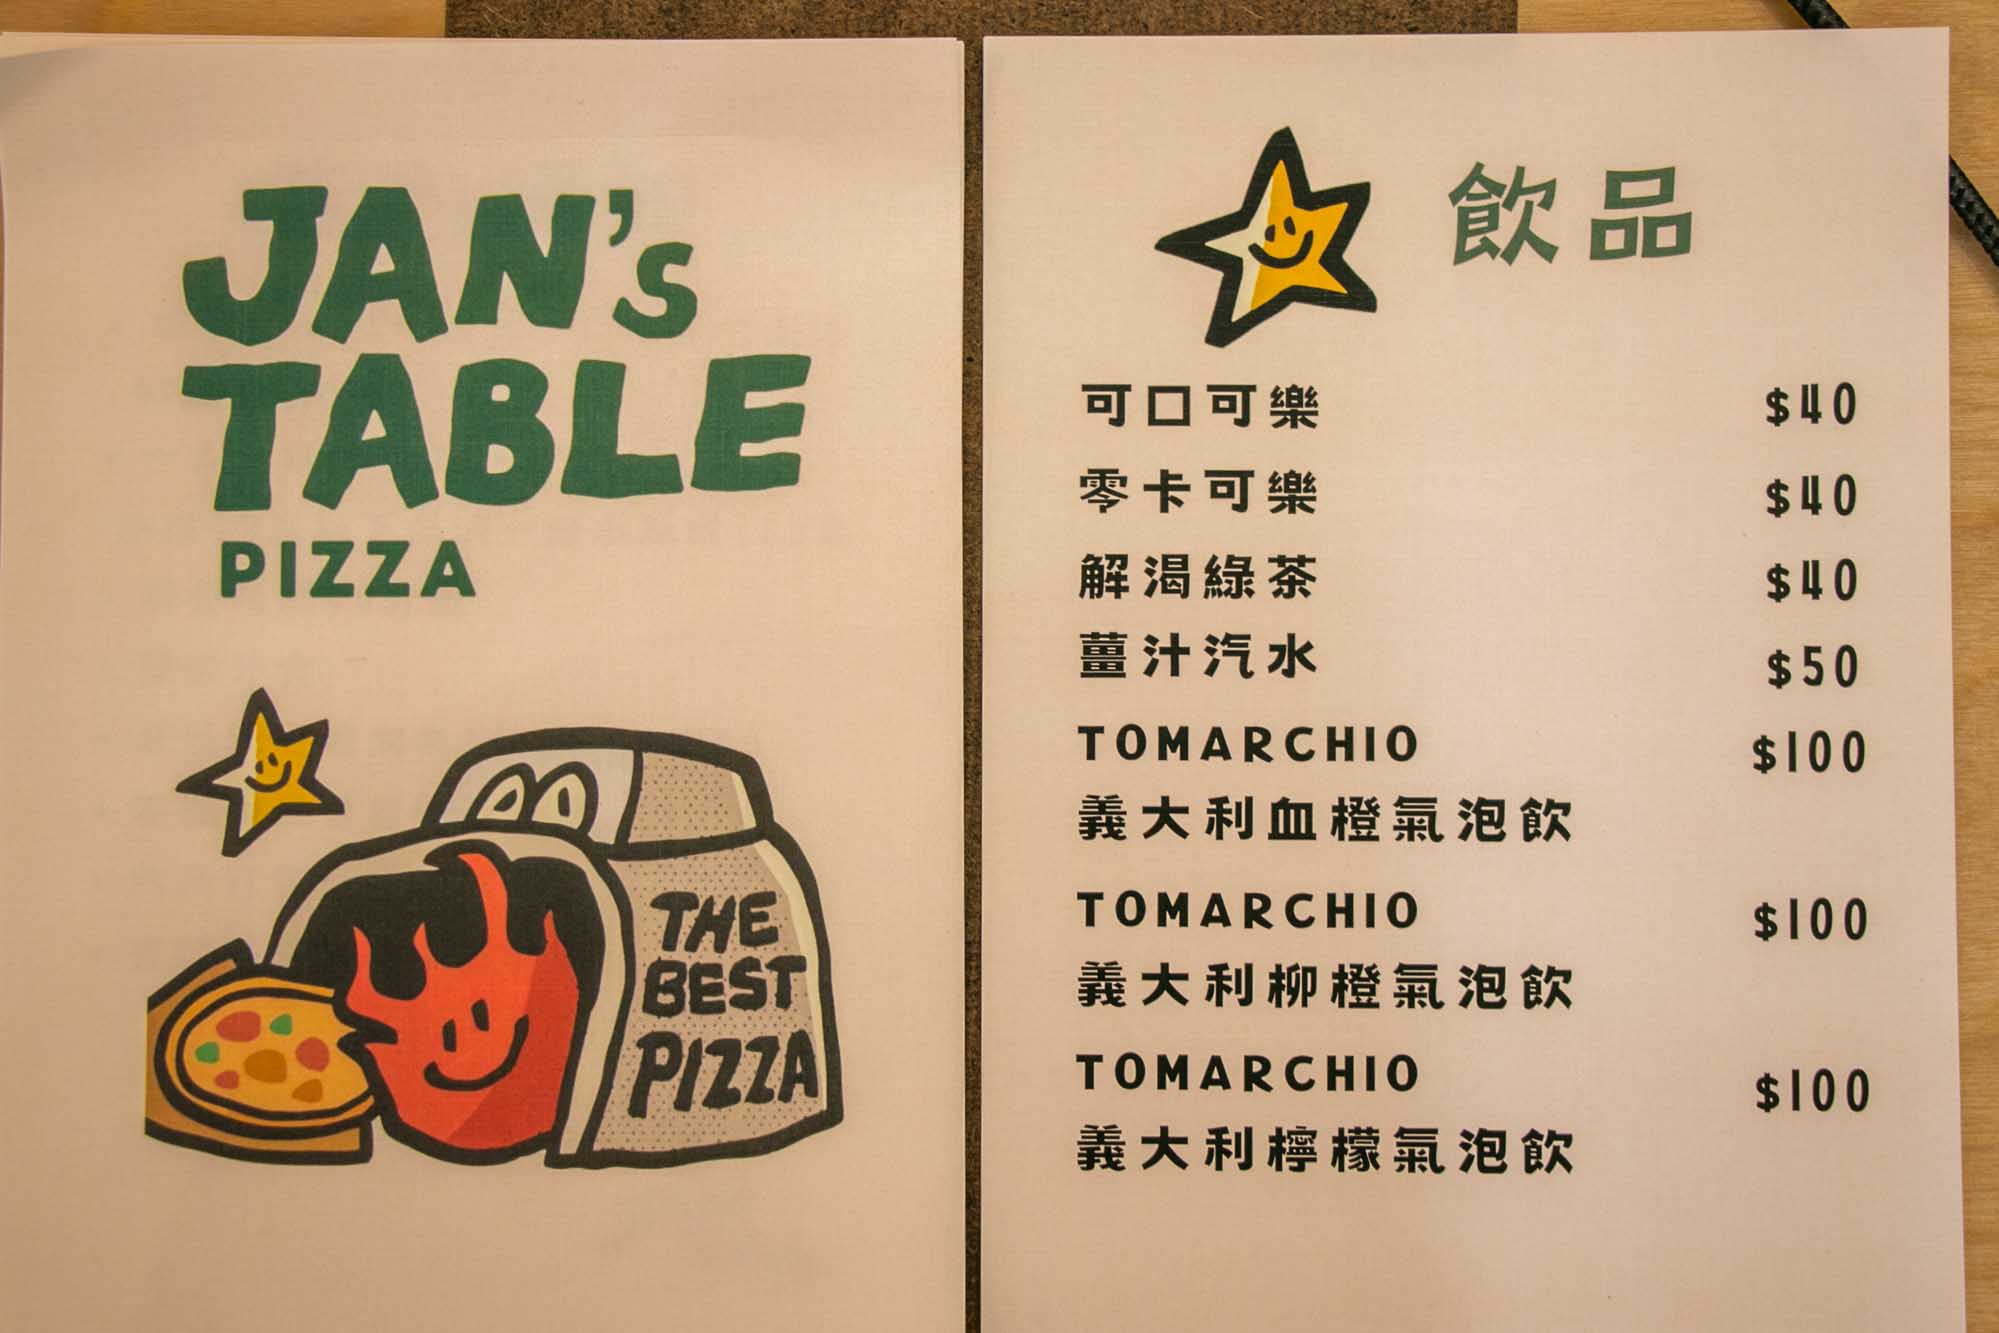 JAN's
TABLE
PIZZA
THE
BEST
PIZZA
飲品
可口可樂 $40
零卡可樂 $40
解渴綠茶 $40
薑汁汽水 $50
TOMARCHIO $100
義大利血橙氣泡飲
TOMARCHIO $100
義大利柳橙氣泡飲
TOMARCHIO $100
義大利檸檬氣泡飲